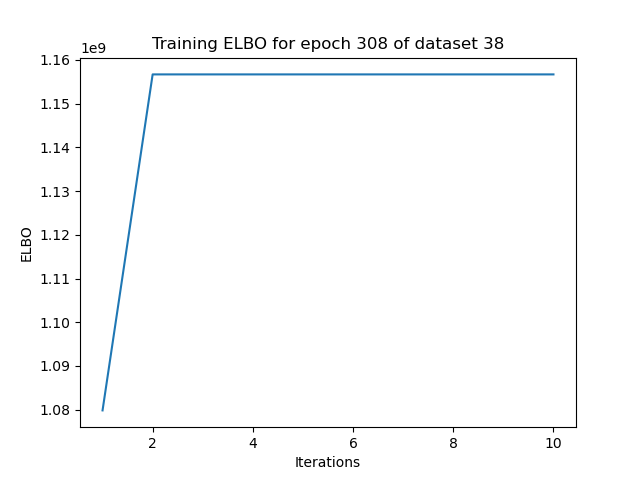 Training ELBO for epoch 308 of dataset 38
1e9
1.16
1.15
1.14
1.13
1.12
1.11
1.10
1.09
1.08
ELBO
2 4 6 8 10
Iterations